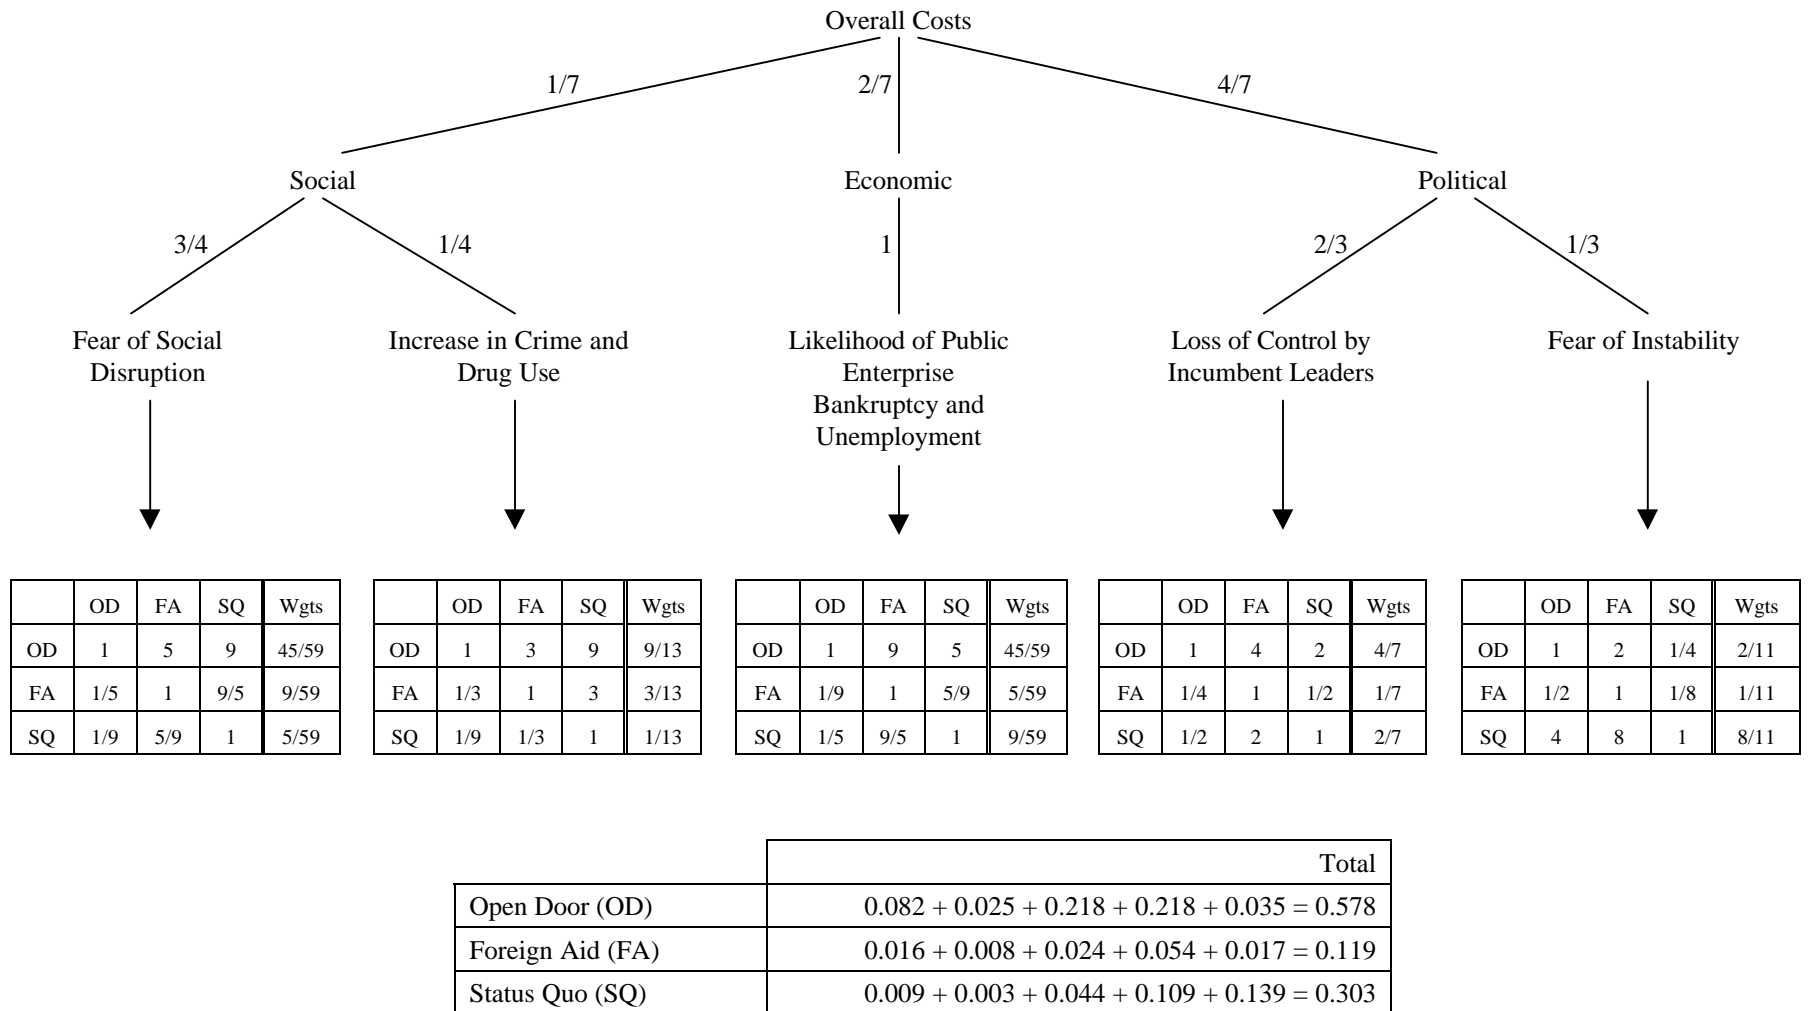 Overall Costs
1/7 2/7 4/7
Social Economic Political
3/4 1/4 1 2/3 1/3
Fear of Social
Disruption
Increase in Crime and
Drug Use
Likelihood of Public
Enterprise
Bankruptcy and
Unemployment
Loss of Control by
Incumbent Leaders
Fear of Instability
OD FA SQ Wgts
OD 1 5 9 45/59
FA 1/5 1 9/5 9/59
SQ 1/9 5/9 1 5/59
OD FA SQ Wgts
OD 1 3 9 9/13
FA 1/3 1 3 3/13
SQ 1/9 1/3 1 1/13
OD FA SQ Wgts
OD 1 9 5 45/59
FA 1/9 1 5/9 5/59
SQ 1/5 9/5 1 9/59
OD FA SQ Wgts
OD 1 4 2 4/7
FA 1/4 1 1/2 1/7
SQ 1/2 2 1 2/7
OD FA SQ Wgts
OD 1 2 1/4 2/11
FA 1/2 1 1/8 1/11
SQ 4 8 1 8/11
Total
Open Door (OD) 0.082 + 0.025 + 0.218 + 0.218 + 0.035 = 0.578
Foreign Aid (FA) 0.016 + 0.008 + 0.024 + 0.054 + 0.017 = 0.119
Status Quo (SQ) 0.009 + 0.003 + 0.044 + 0.109 + 0.139 = 0.303